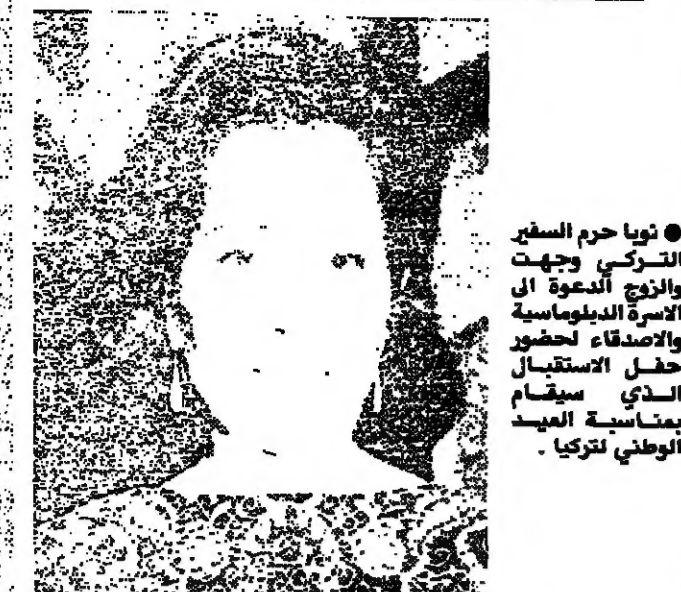 ● نويا حرم السفير
التركي وجهت
والزوج الدعوة الى
الاسرة الدبلوماسية
والاصدقاء لحضور
حفل الاستقبال
الذي سيقام
بمناسبة العيد
الوطني لتركيا .